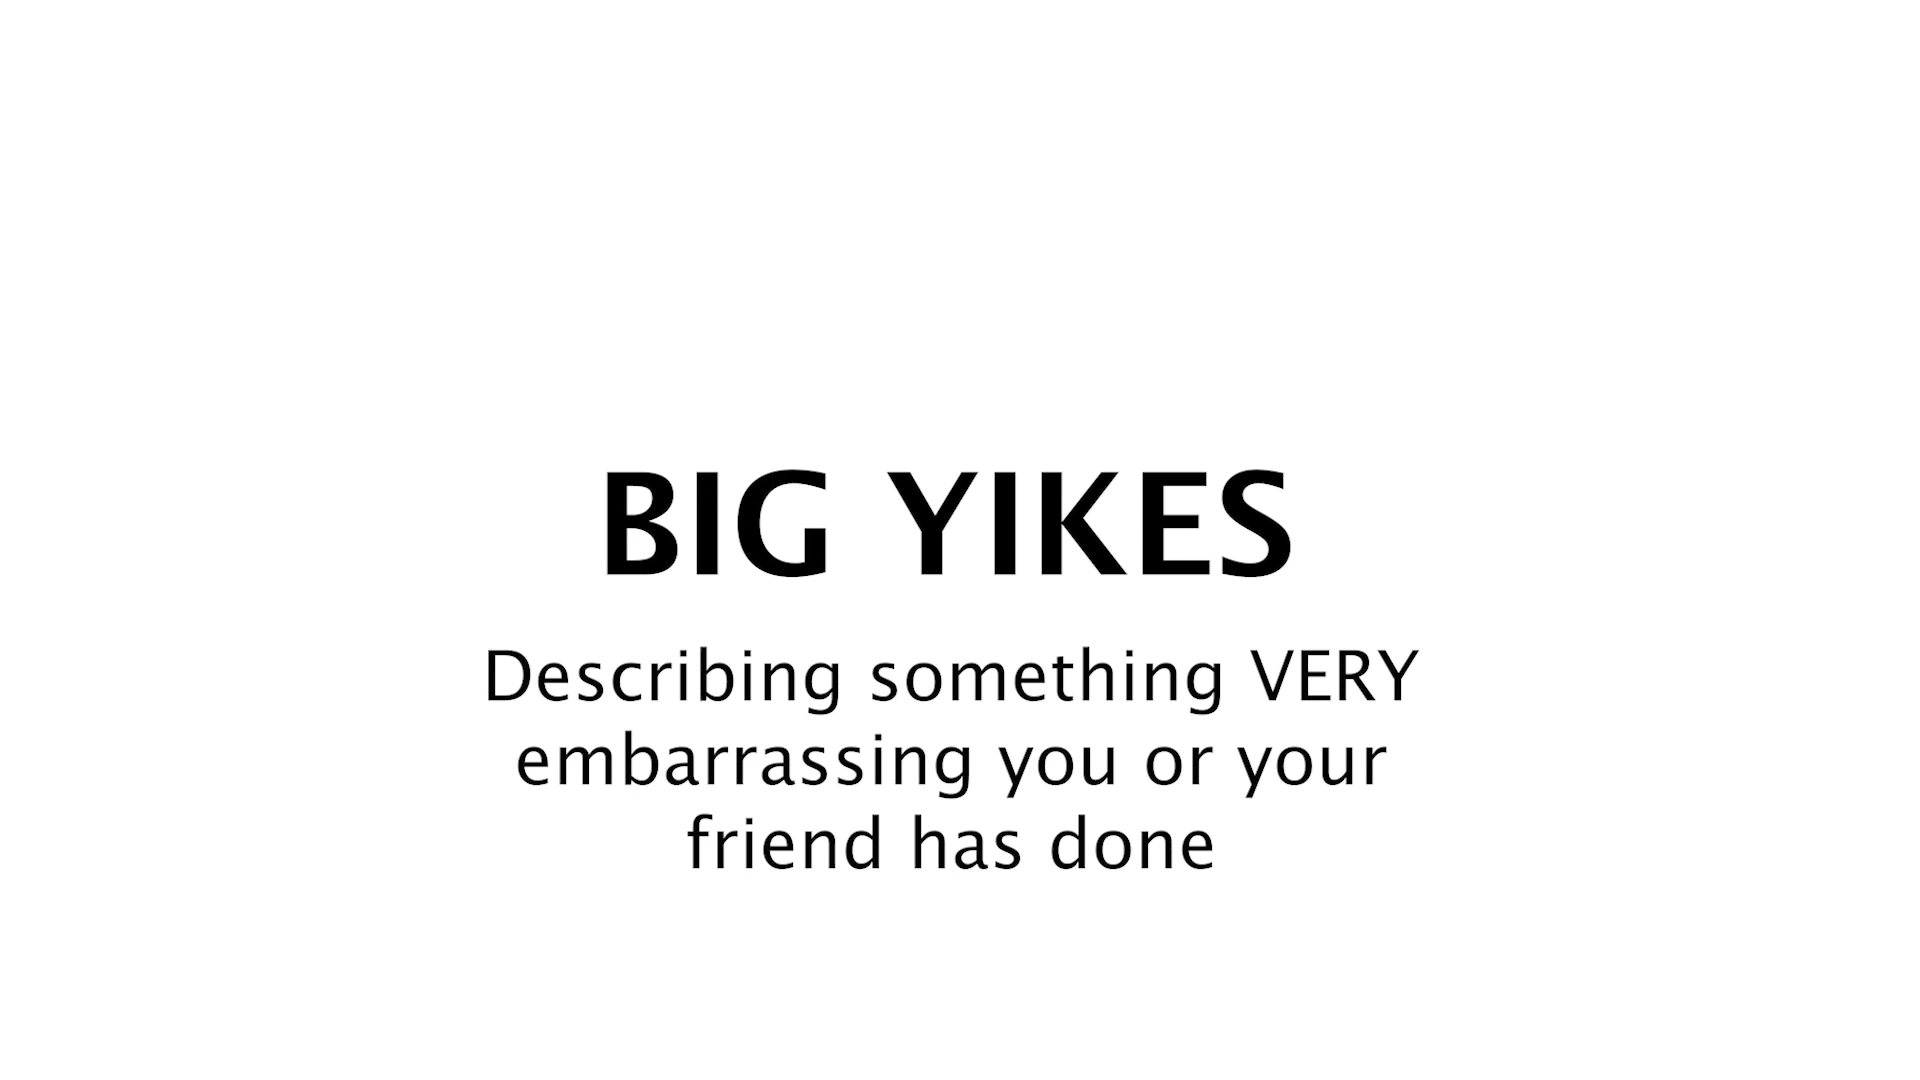 BIG YIKES
Describing something VERY
embarrassing you or your
friend has done